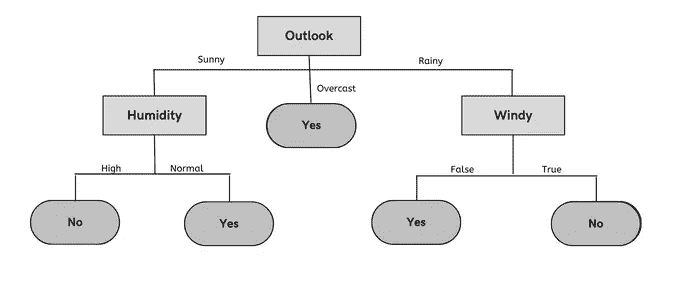 Outlook
Sunny
Rainy
Overcast
Humidity
Yes
Windy
High
Normal
False
True
No
Yes
Yes
No